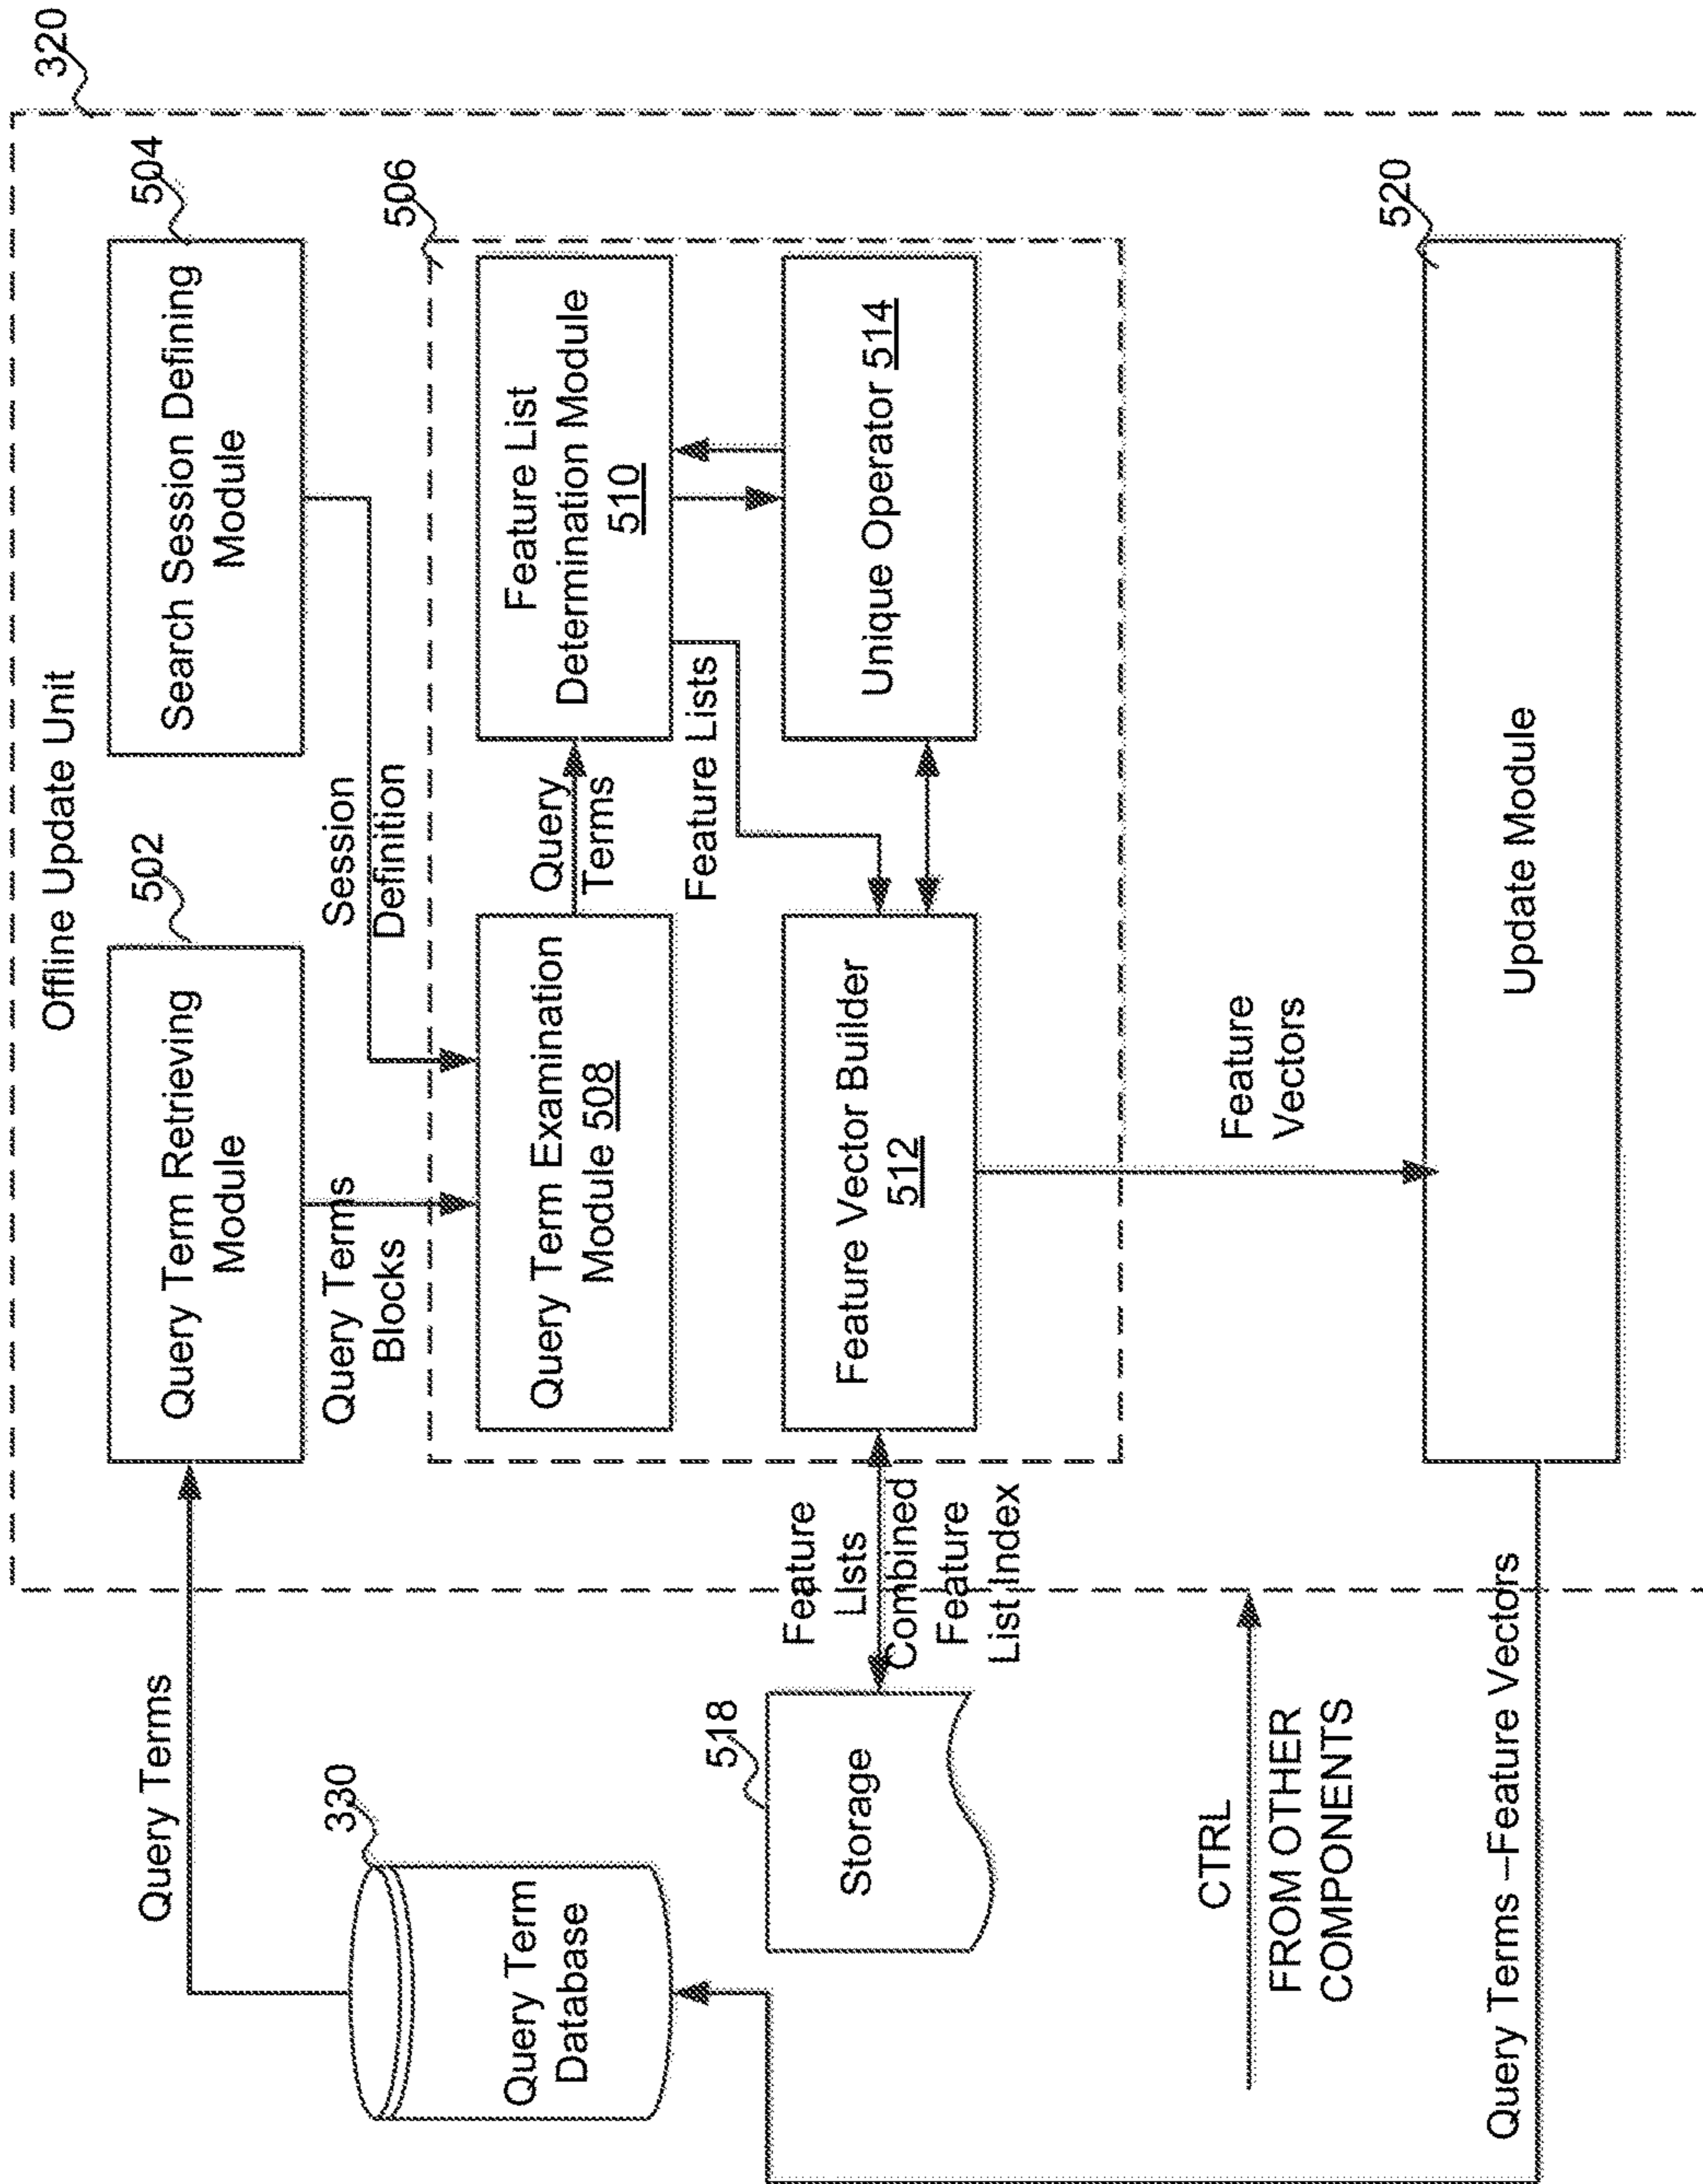 Offline Update Unit
320
Query Terms
502
504
Query Term Retrieving
Module
Search Session Defining
Module
330
Query Terms
Blocks
Session
Definition
506
Query Term
Database
Query Term Examination
Module 508
Query
Terms
Feature List
Determination Module
510
Feature Lists
518
Storage
Feature
Lists
Combined
Feature
List Index
Feature Vector Builder
512
Unique Operator 514
CTRL
FROM OTHER
COMPONENTS
Feature
Vectors
520
Query Terms –Feature Vectors
Update Module